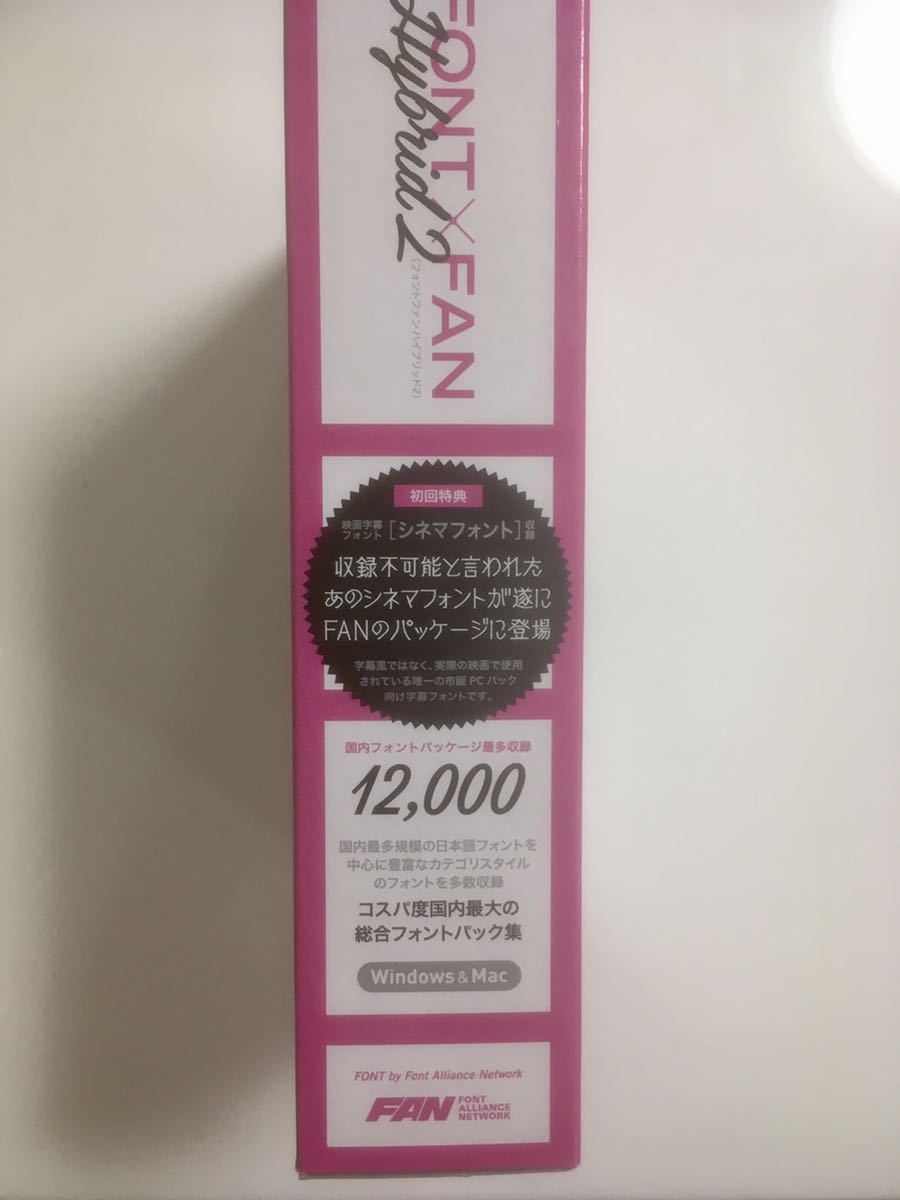 FONT×FAN
Hybrid2
(フォントファンハイブリッド2)
初回特典
映画字幕フォント[シネマフォント]収録
収録不可能と言われた
あのシネマフォントが遂に
FANのパッケージに登場
字幕風ではなく、実際の映画で使用
されている唯一の市販PCパック
向け字幕フォントです。
国内フォントパッケージ最多収録
12,000
国内最多規模の日本語フォントを
中心に豊富なカテゴリスタイル
のフォントを多数収録
コスパ度国内最大の
総合フォントパック集
Windows & Mac
FONT by Font Alliance Network
FAN
FONT
ALLIANCE
NETWORK